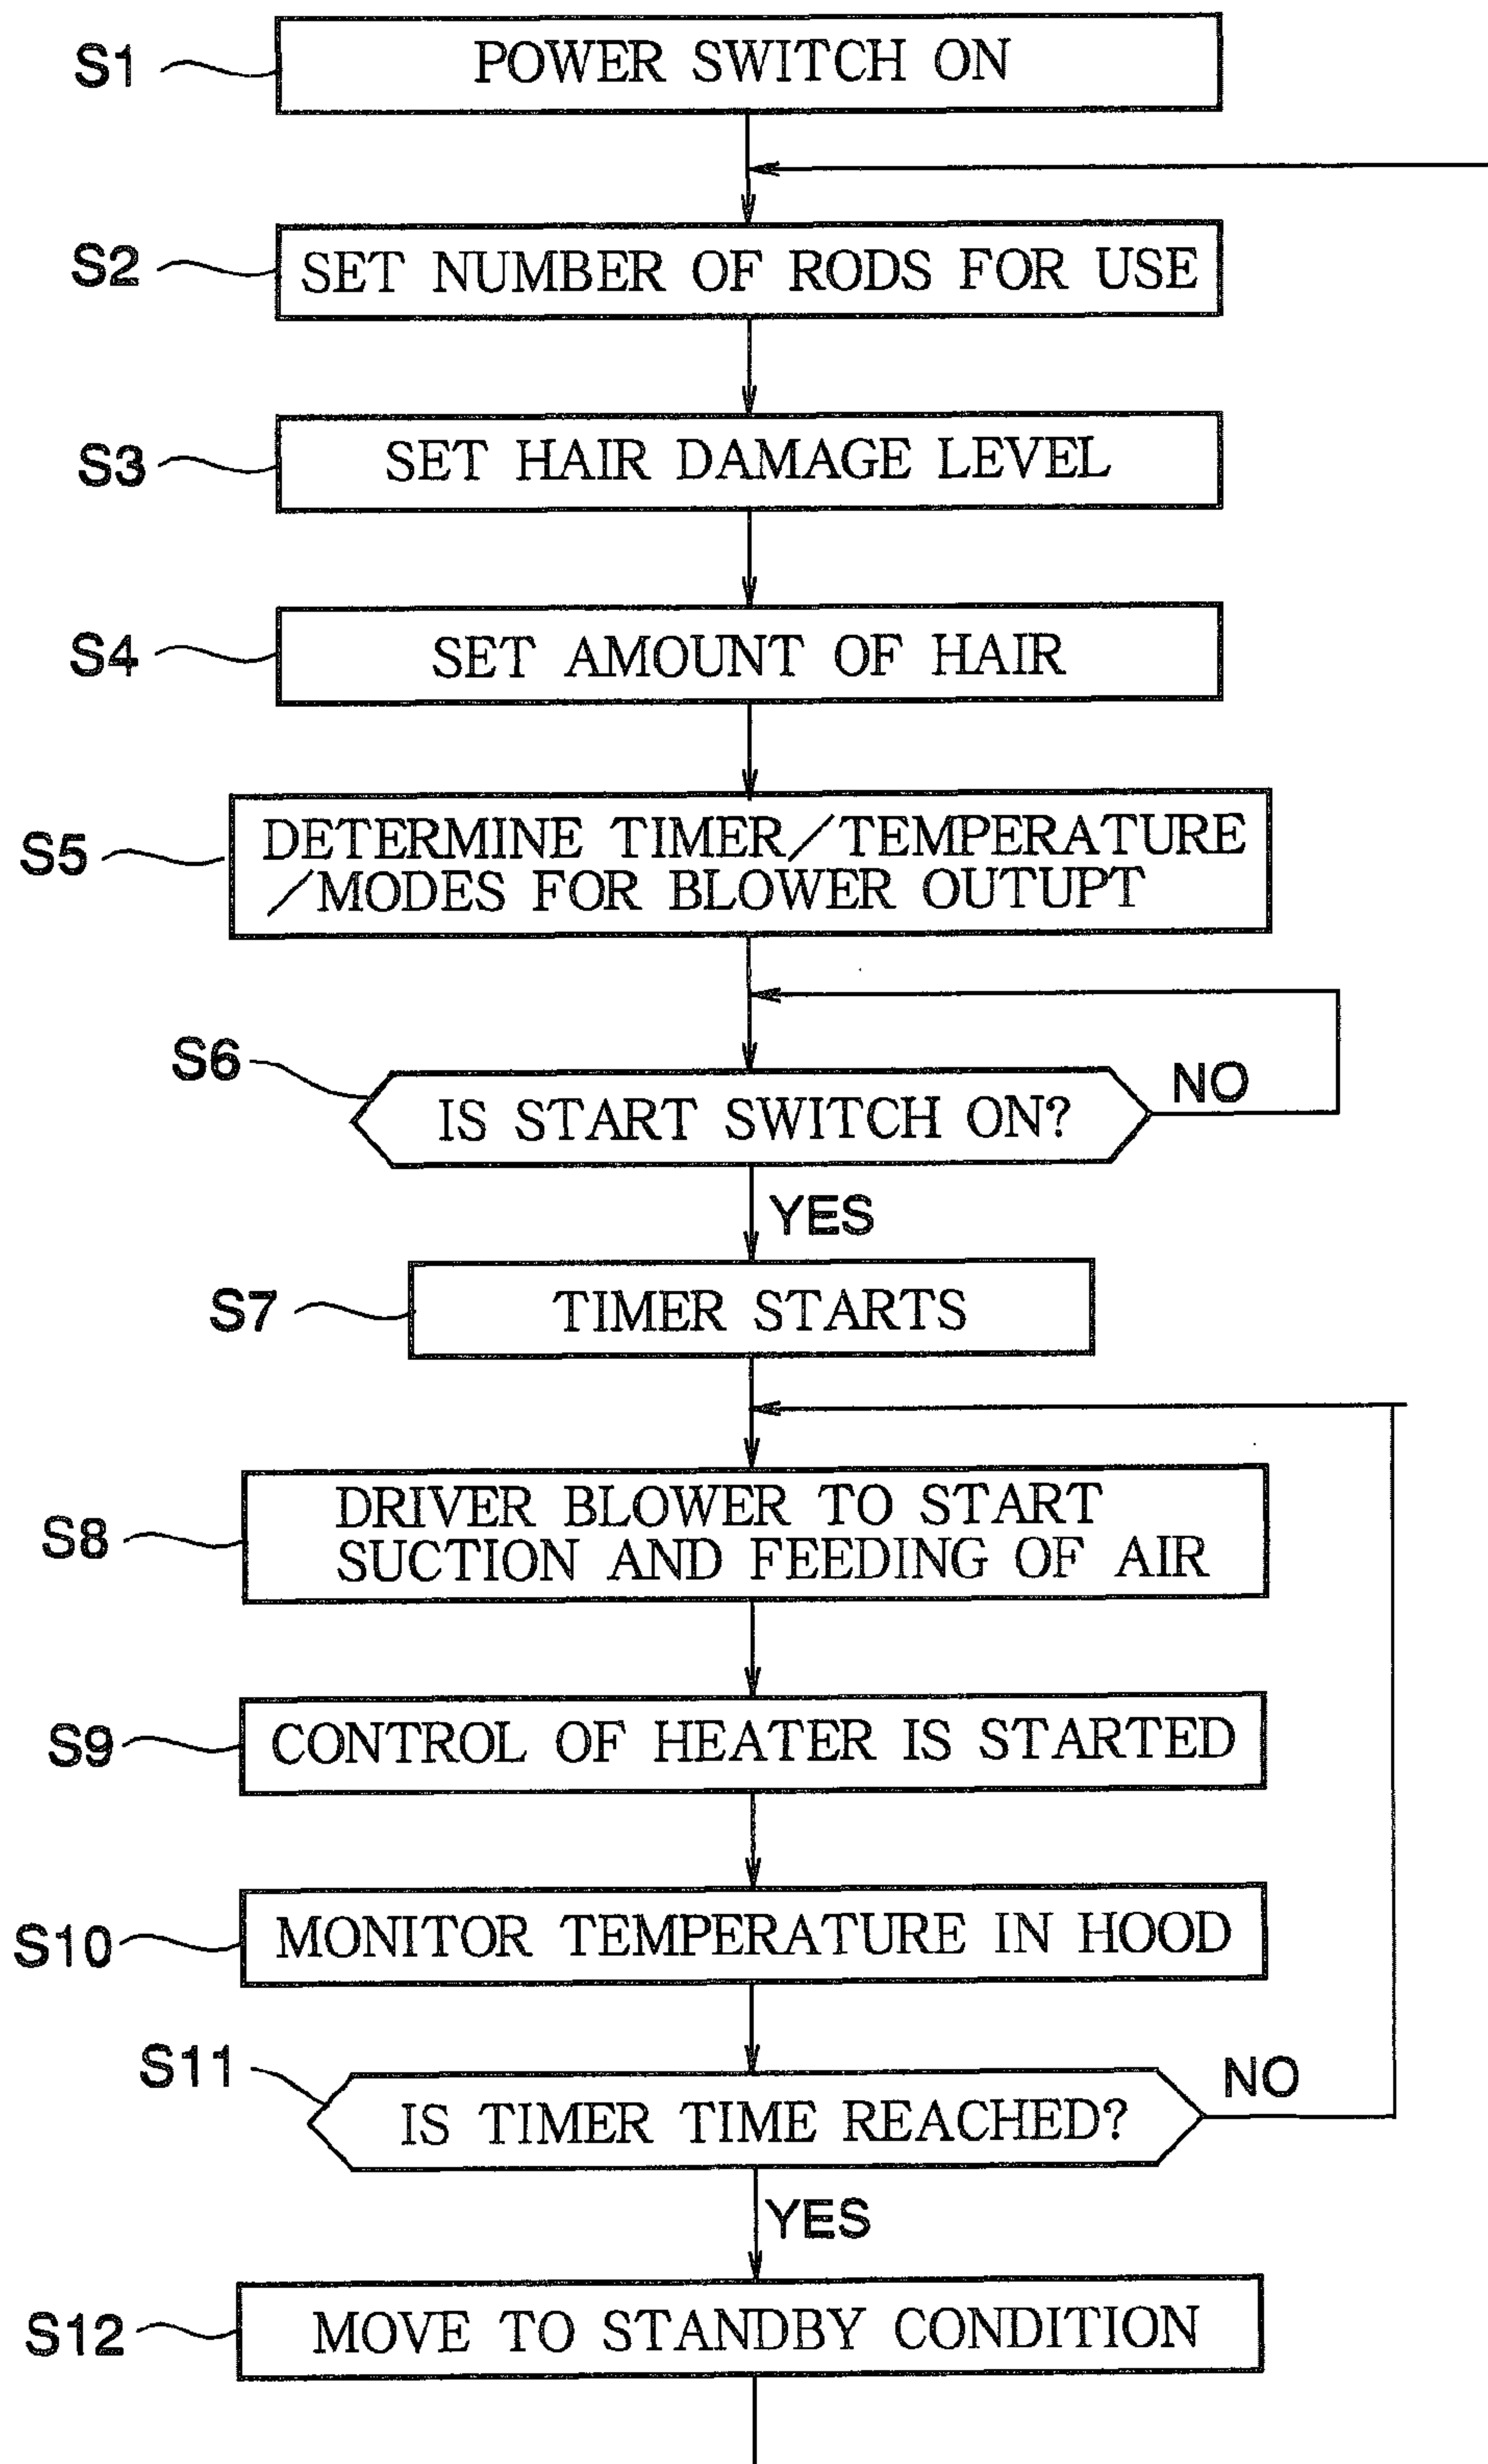 S1
POWER SWITCH ON
S2
SET NUMBER OF RODS FOR USE
S3
SET HAIR DAMAGE LEVEL
S4
SET AMOUNT OF HAIR
S5
DETERMINE TIMER/TEMPERATURE
/MODES FOR BLOWER OUTUPT
S6
IS START SWITCH ON?
NO
YES
S7
TIMER STARTS
S8
DRIVER BLOWER TO START
SUCTION AND FEEDING OF AIR
S9
CONTROL OF HEATER IS STARTED
S10
MONITOR TEMPERATURE IN HOOD
S11
IS TIMER TIME REACHED?
NO
YES
S12
MOVE TO STANDBY CONDITION